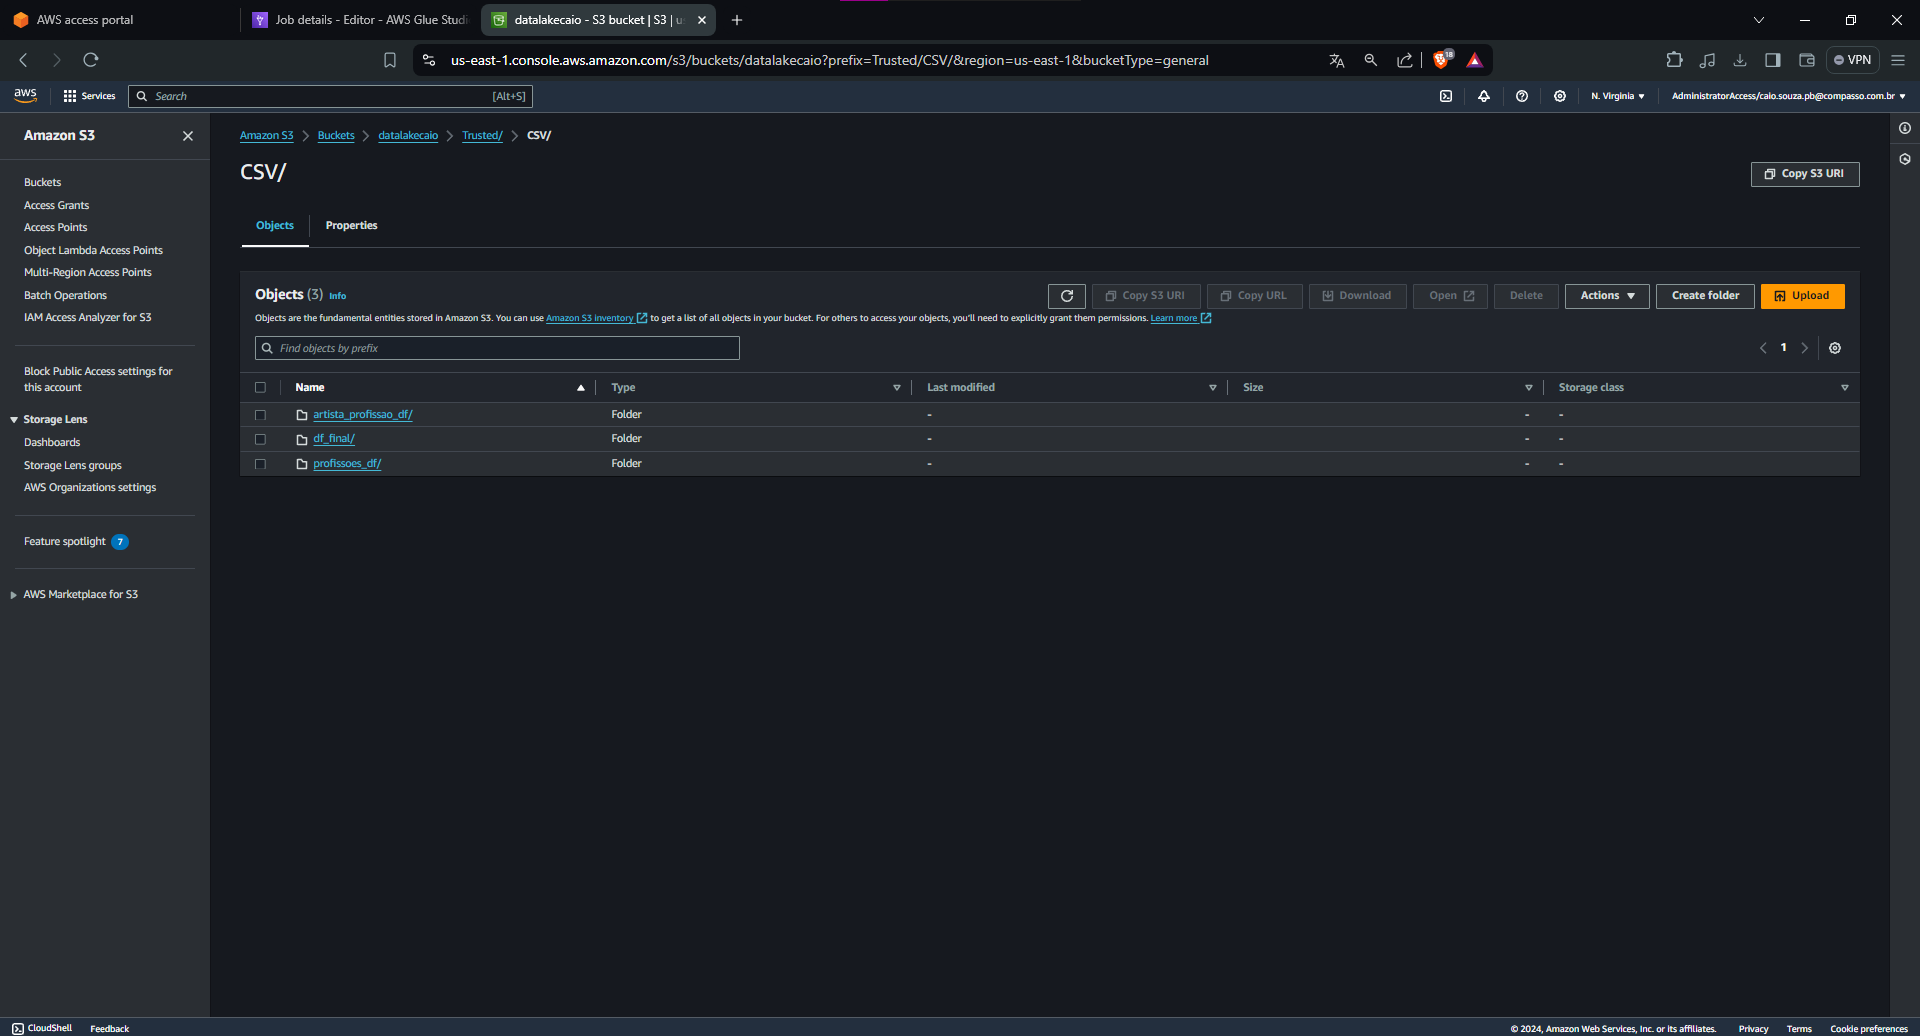 AWS access portal
Job details - Editor - AWS Glue Studi
datalakecaio - S3 bucket | S3 | u
us-east-1.console.aws.amazon.com/s3/buckets/datalakecaio?prefix=Trusted/CSV/&region=us-east-1&bucketType=general
18
VPN
aws
Services
Search
[Alt+S]
N. Virginia
AdministratorAccess/caio.souza.pb@compasso.com.br
Amazon S3
Buckets
Access Grants
Access Points
Object Lambda Access Points
Multi-Region Access Points
Batch Operations
IAM Access Analyzer for S3
Block Public Access settings for
this account
Storage Lens
Dashboards
Storage Lens groups
AWS Organizations settings
Feature spotlight 7
AWS Marketplace for S3
Amazon S3 > Buckets > datalakecaio > Trusted/ > CSV/
CSV/
Copy S3 URI
Objects
Properties
Objects (3) Info
Copy S3 URI
Copy URL
Download
Open
Delete
Actions
Create folder
Upload
Objects are the fundamental entities stored in Amazon S3. You can use Amazon S3 inventory to get a list of all objects in your bucket. For others to access your objects, you'll need to explicitly grant them permissions. Learn more
Find objects by prefix
1
Name Type Last modified Size Storage class
artista_profissao_df/ Folder - - -
df_final/ Folder - - -
profissoes_df/ Folder - - -
CloudShell
Feedback
© 2024, Amazon Web Services, Inc. or its affiliates.
Privacy
Terms
Cookie preferences